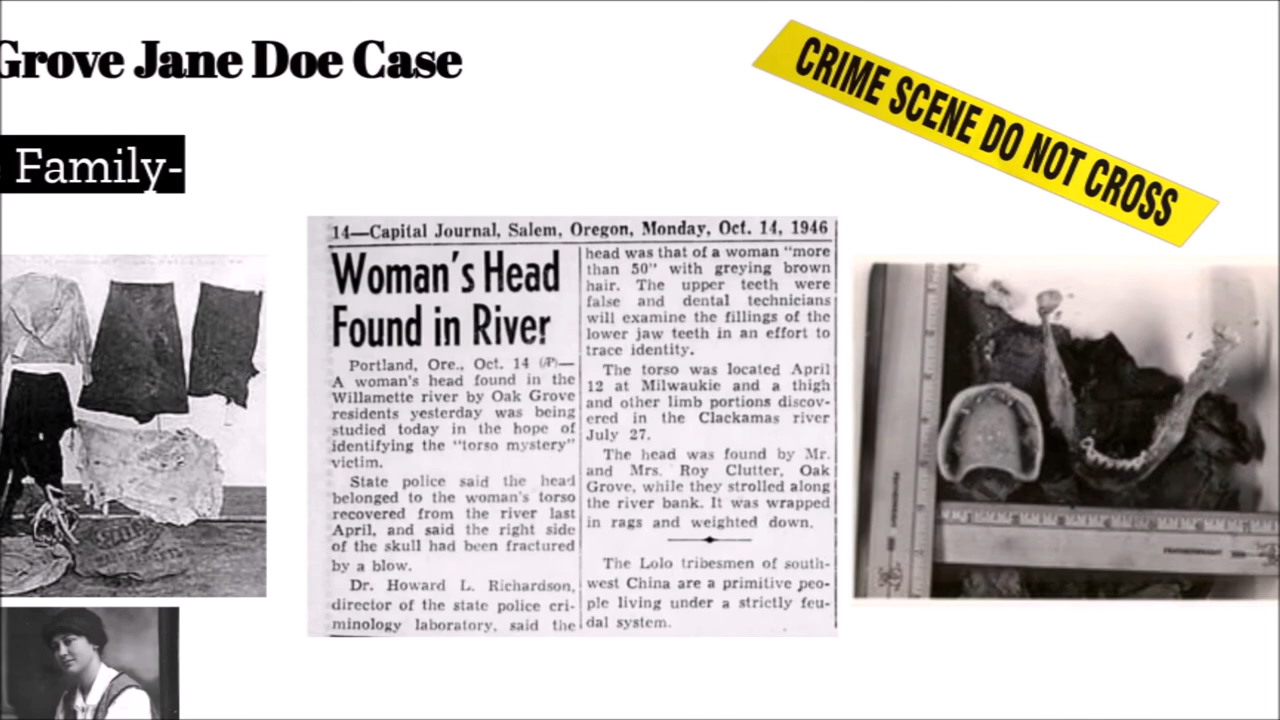 Grove Jane Doe Case
Family-
CRIME SCENE DO NOT CROSS
14—Capital Journal, Salem, Oregon, Monday, Oct. 14, 1946
Woman's Head
Found in River
Portland, Ore., Oct. 14 (AP)—
A woman's head found in the
Willamette river by Oak Grove
residents yesterday was being
studied today in the hope of
identifying the "torso mystery"
victim.
State police said the head
belonged to the woman's torso
recovered from the river last
April, and said the right side
of the skull had been fractured
by a blow.
Dr. Howard L. Richardson,
director of the state police cri-
minology laboratory, said the
head was that of a woman "more
than 50" with greying brown
hair. The upper teeth were
false and dental technicians
will examine the fillings of the
lower jaw teeth in an effort to
trace identity.
The torso was located April
12 at Milwaukie and a thigh
and other limb portions discov-
ered in the Clackamas river
July 27.
The head was found by Mr.
and Mrs. Roy Clutter, Oak
Grove, while they strolled along
the river bank. It was wrapped
in rags and weighted down.
The Lolo tribesmen of south-
west China are a primitive peo-
ple living under a strictly feu-
dal system.